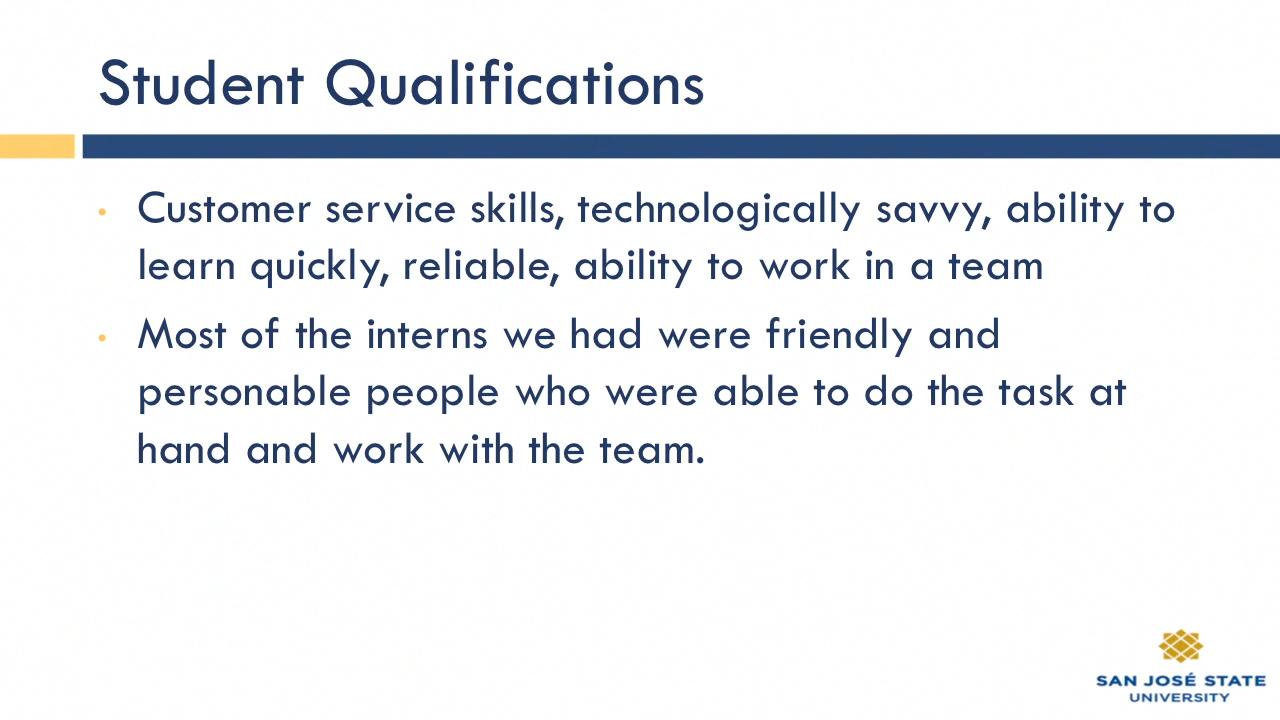 Student Qualifications
• Customer service skills, technologically savvy, ability to
learn quickly, reliable, ability to work in a team
• Most of the interns we had were friendly and
personable people who were able to do the task at
hand and work with the team.
SAN JOSÉ STATE
UNIVERSITY